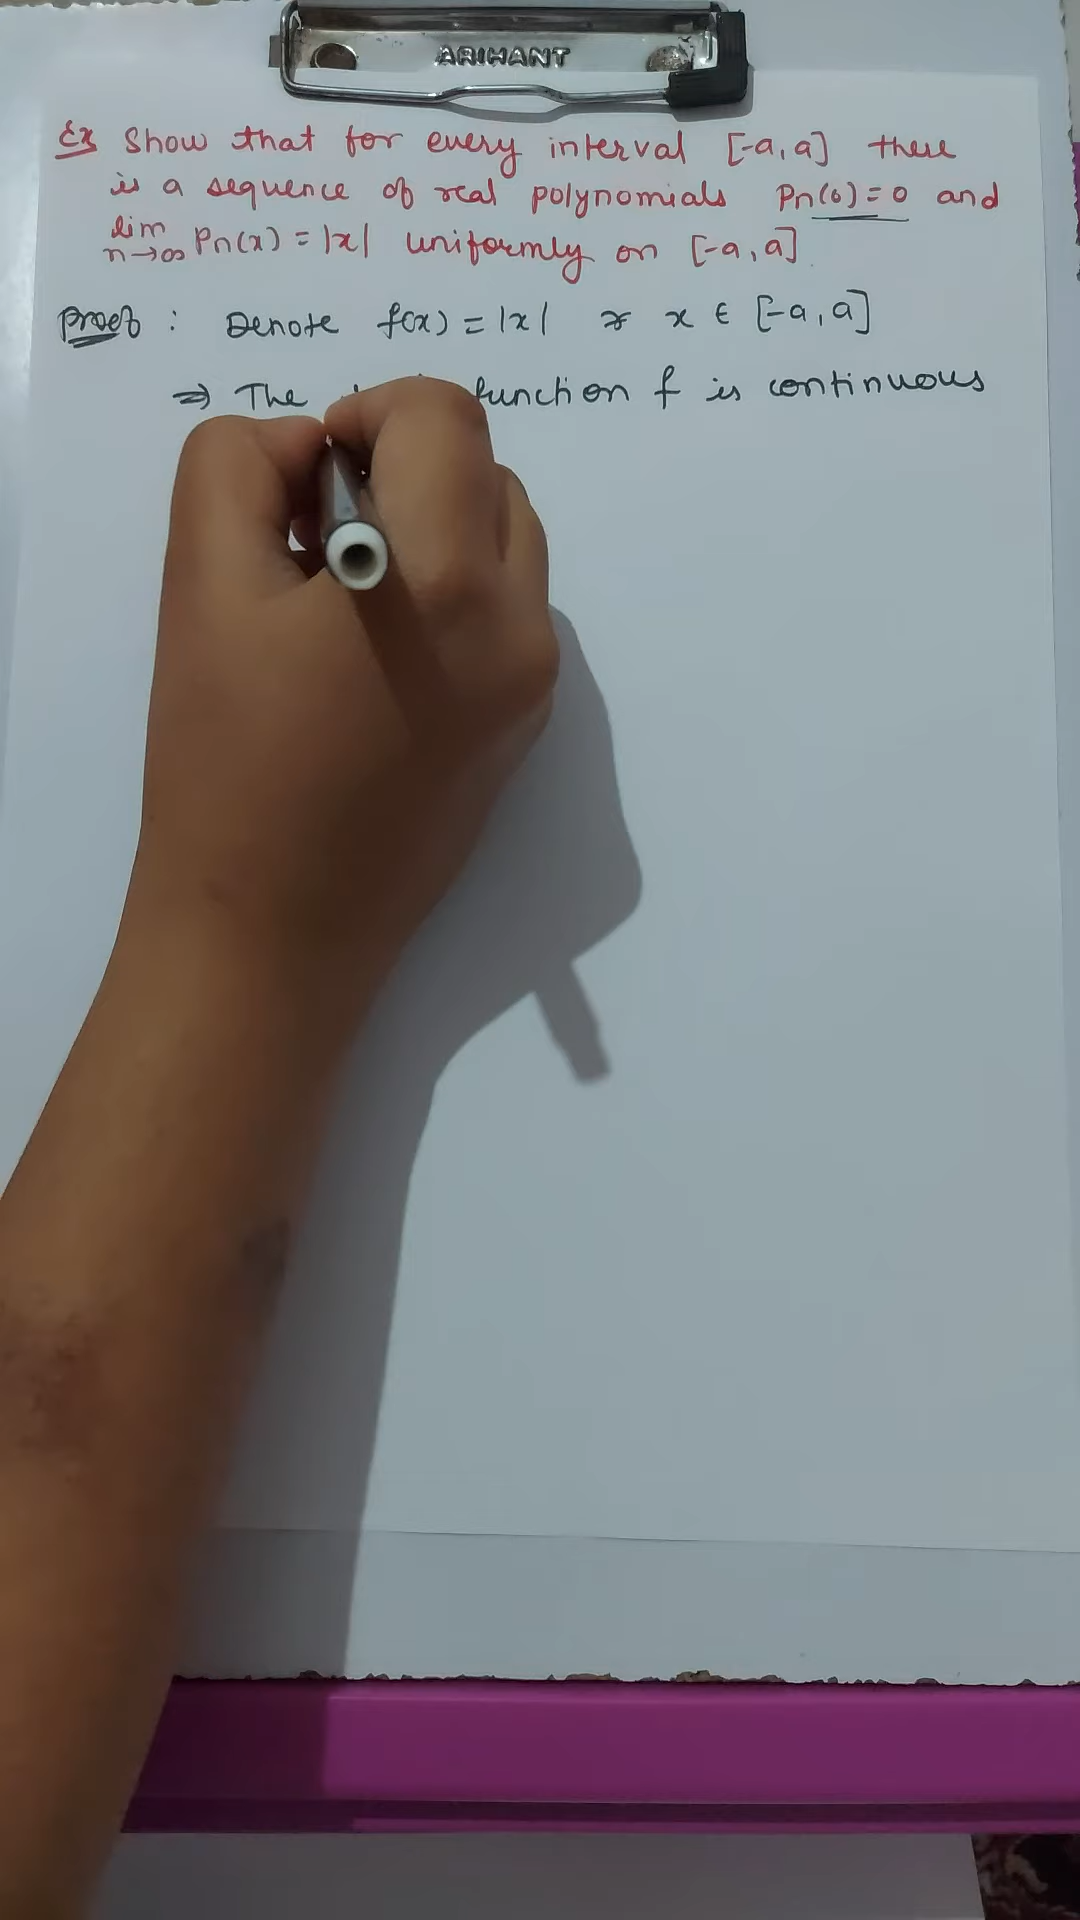 ARIHANT
Ex Show that for every interval [-a, a] there
is a sequence of real polynomials Pn(0) = 0 and
lim n→∞ Pn(x) = |x| uniformly on [-a, a].
Proof : Denote f(x) = |x| ∀ x ∈ [-a, a]
⇒ The function f is continuous